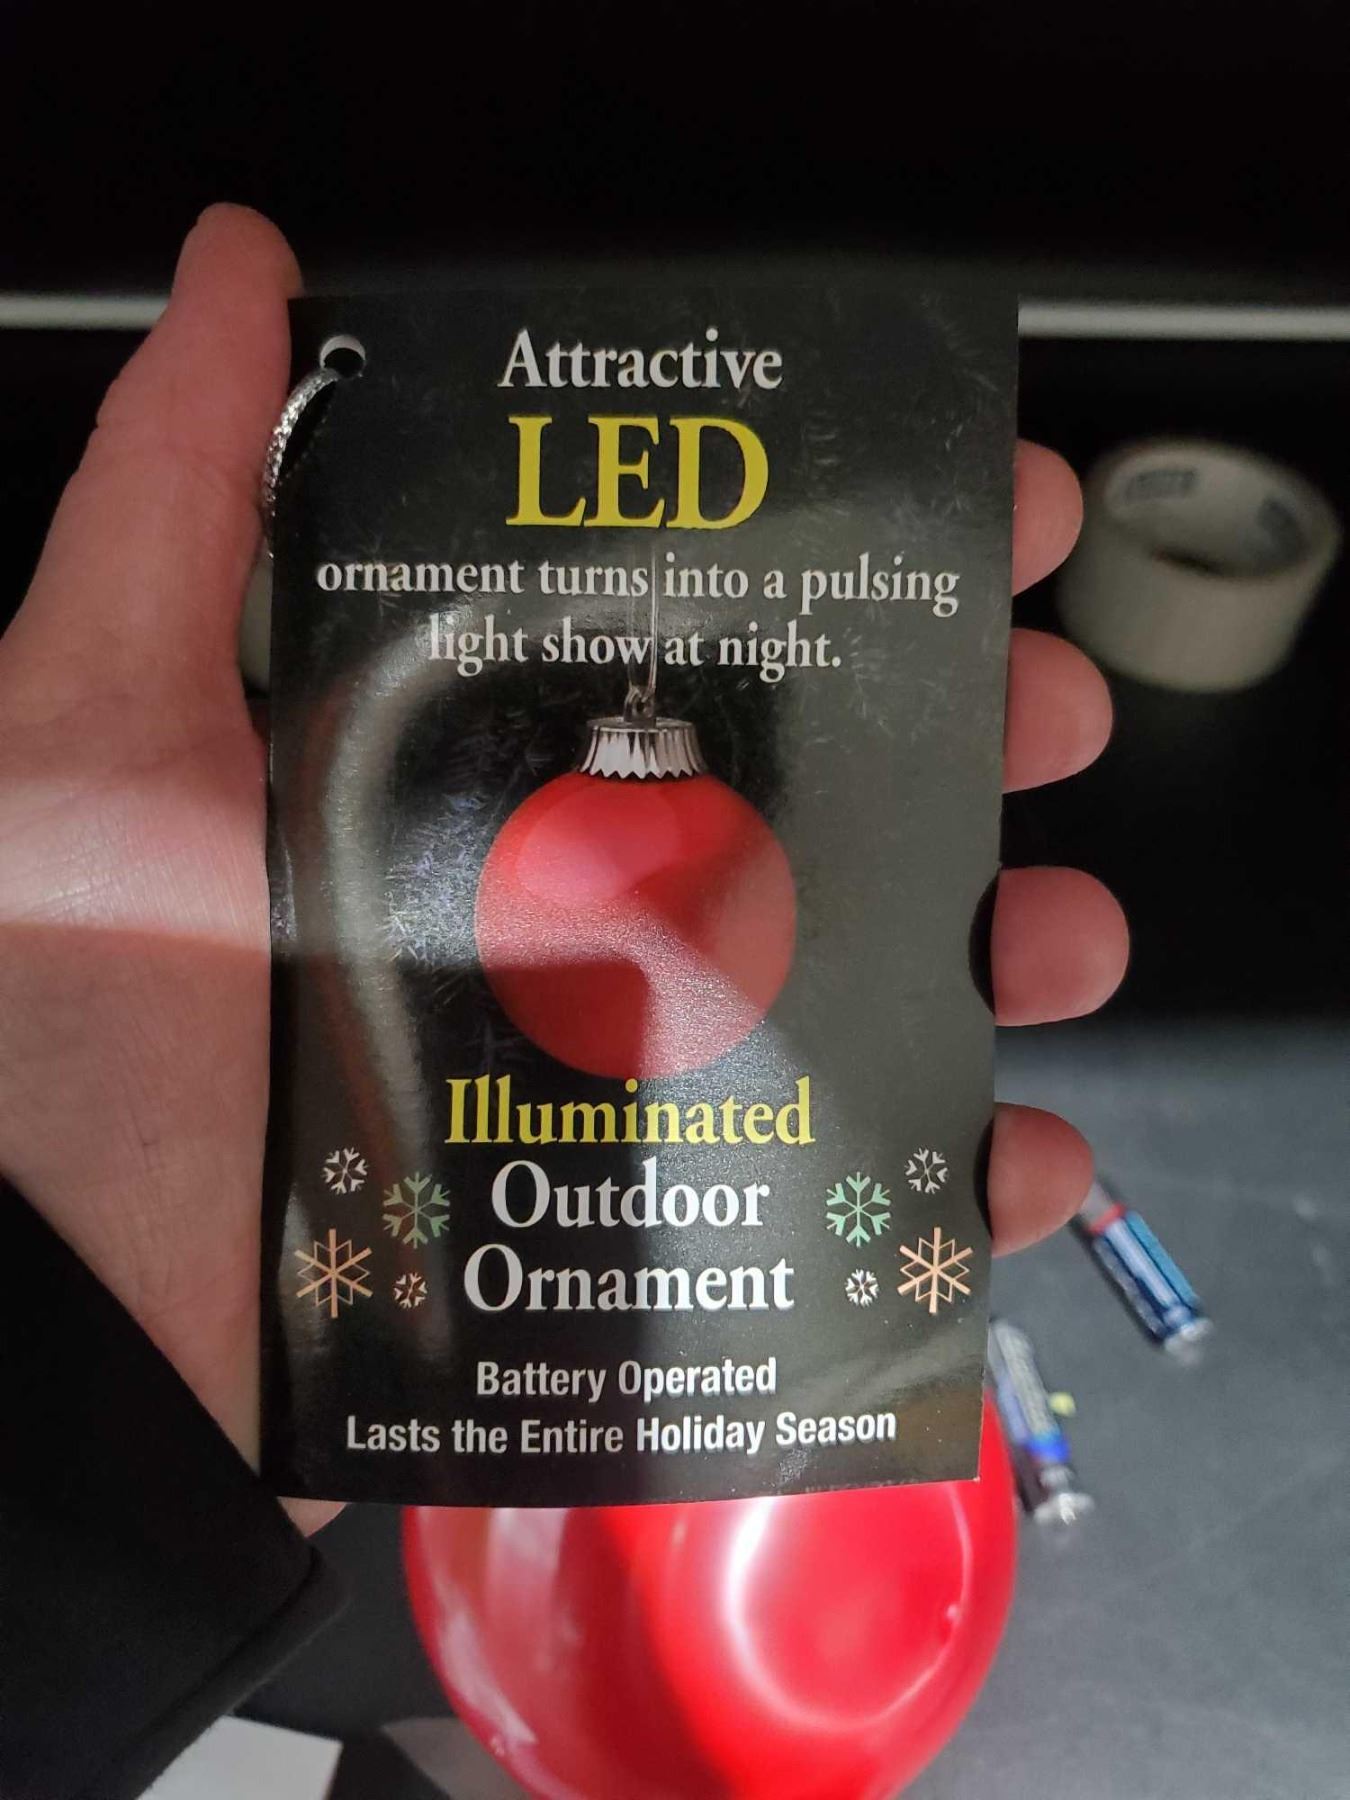 Attractive
LED
ornament turns into a pulsing
light show at night.
Illuminated
Outdoor
Ornament
Battery Operated
Lasts the Entire Holiday Season